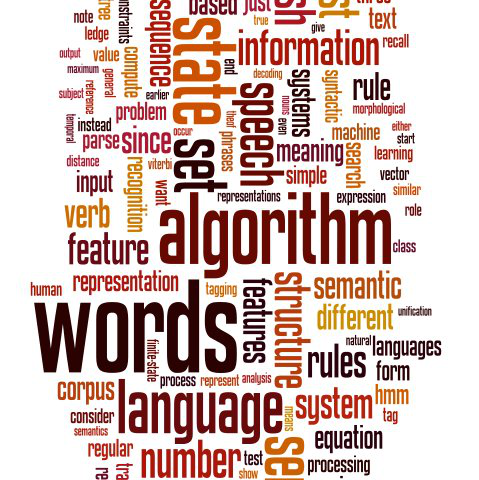 tree
note
constraints
sequence
based
just
true
three
text
give
recall
ledge
information
output
value
compute
state
end
maximum
general
decoding
subject
reference
earlier
speech
systems
nouns
even
syntactic
rule
morphological
problem
temporal
instead
occur
phrases
machine
either
start
parse
since
meaning
search
learning
distance
viterbi
set
simple
vector
input
recognition
want
representations
expression
similar
verb
algorithm
role
feature
class
human
representation
tagging
features
structure
semantic
words
different
unification
finite-state
natural
languages
rules
form
process
represent
analysis
corpus
language
means
system
hmm
tag
consider
semantics
equation
regular
number
test
show
processing